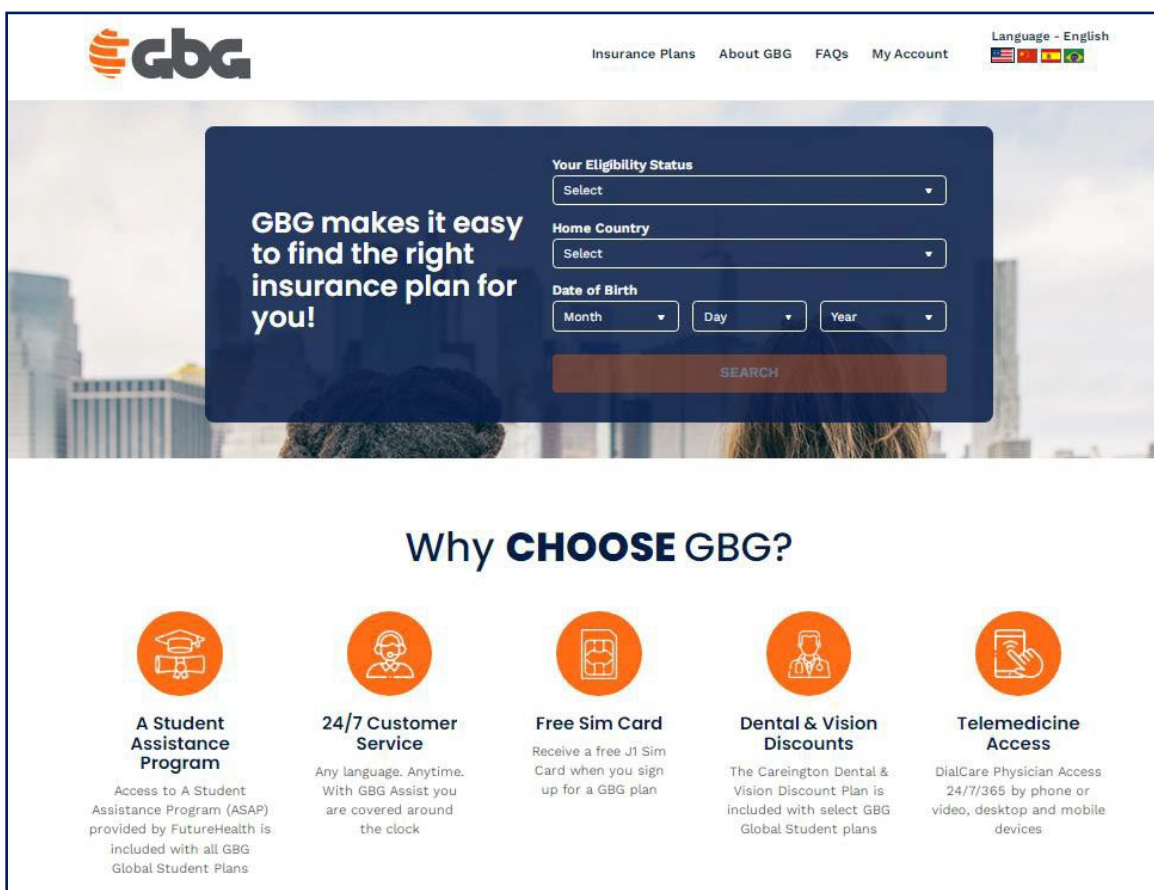 GBG
Insurance Plans About GBG FAQs My Account
Language - English
GBG makes it easy
to find the right
insurance plan for
you!
Your Eligibility Status
Select
Home Country
Select
Date of Birth
Month Day Year
SEARCH
Why CHOOSE GBG?
A Student
Assistance
Program
Access to A Student
Assistance Program (ASAP)
provided by FutureHealth is
included with all GBG
Global Student Plans
24/7 Customer
Service
Any language. Anytime.
With GBG Assist you
are covered around
the clock
Free Sim Card
Receive a free J1 Sim
Card when you sign
up for a GBG plan
Dental & Vision
Discounts
The Careington Dental &
Vision Discount Plan is
included with select GBG
Global Student plans
Telemedicine
Access
DialCare Physician Access
24/7/365 by phone or
video, desktop and mobile
devices